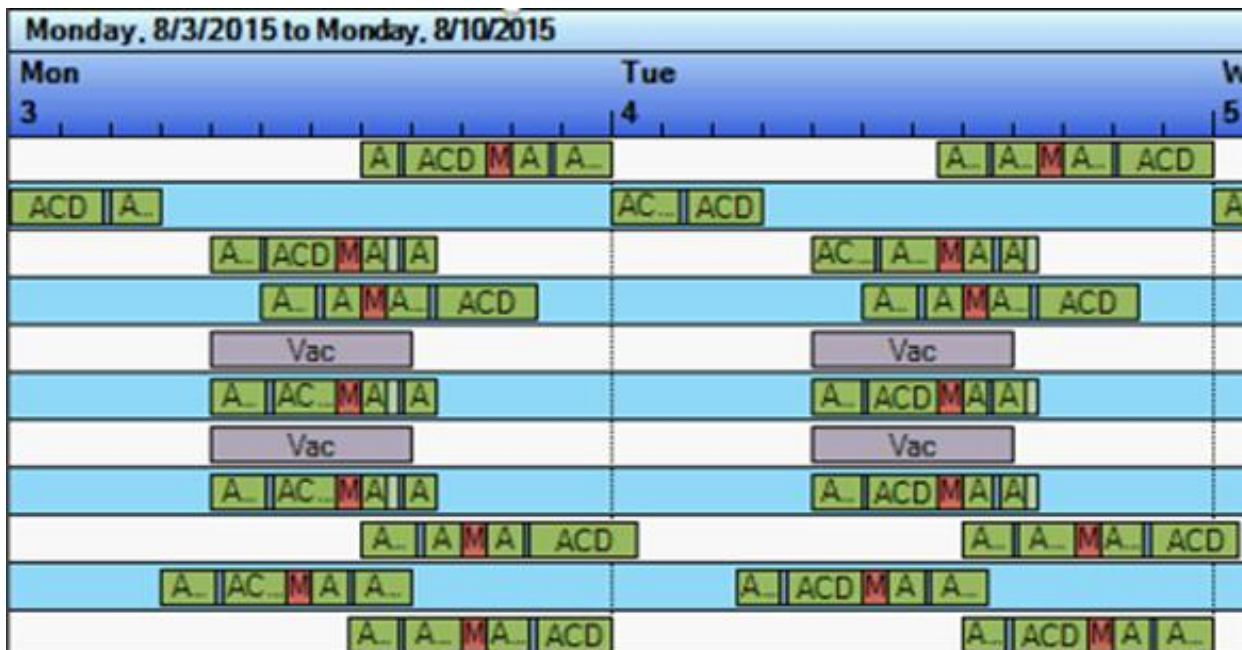 Monday, 8/3/2015 to Monday, 8/10/2015
Mon Tue W
3 4 5
A ACD M A A... A... A... M A... ACD
ACD A... AC... ACD A
A... ACD M A A AC... A... M A A
A... A M A... ACD A... A M A... ACD
Vac Vac
A... AC... M A A A... ACD M A A
Vac Vac
A... AC... M A A A... ACD M A A
A... A M A ACD A... A... M A... ACD
A... AC... M A A... A... ACD M A A...
A... A... M A... ACD A... ACD M A A...